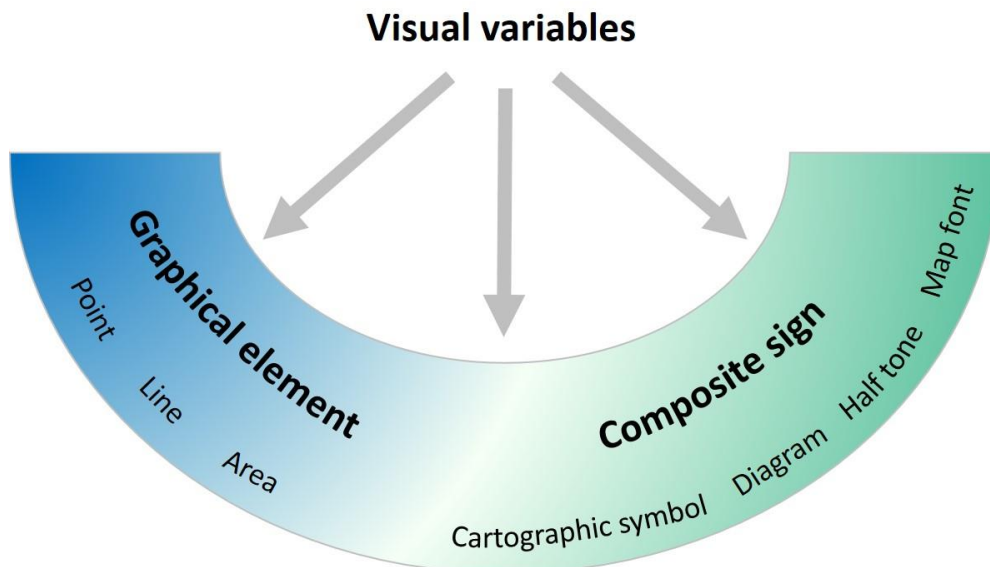 Visual variables
Graphical element
Point
Line
Area
Composite sign
Cartographic symbol
Diagram
Half tone
Map font